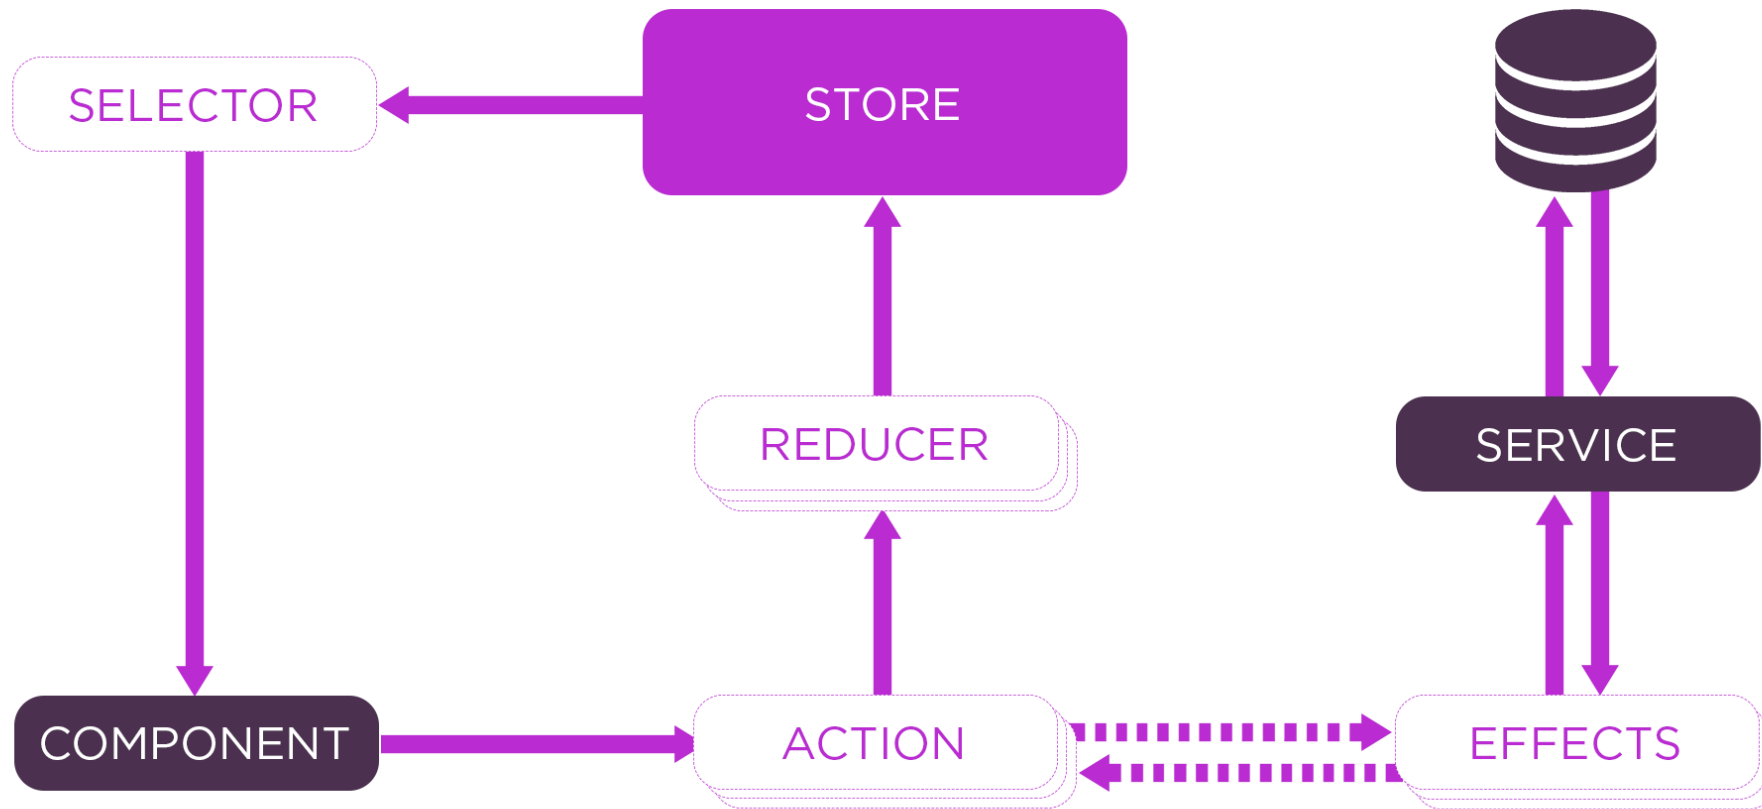 SELECTOR
STORE
REDUCER
SERVICE
COMPONENT
ACTION
EFFECTS